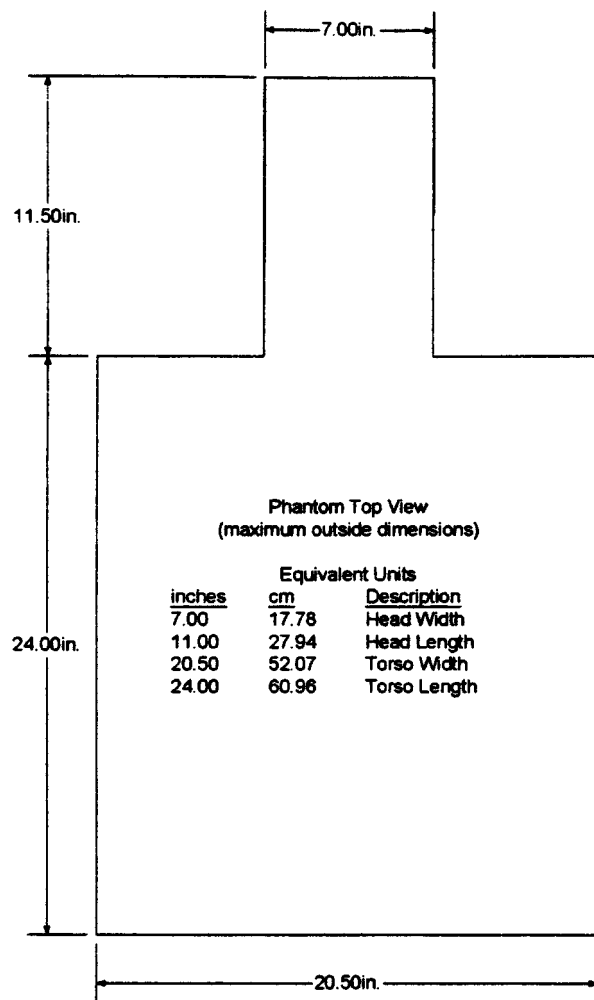 7.00in.
11.50in.
Phantom Top View
(maximum outside dimensions)
Equivalent Units
inches cm Description
7.00 17.78 Head Width
11.00 27.94 Head Length
20.50 52.07 Torso Width
24.00 60.96 Torso Length
24.00in.
20.50in.